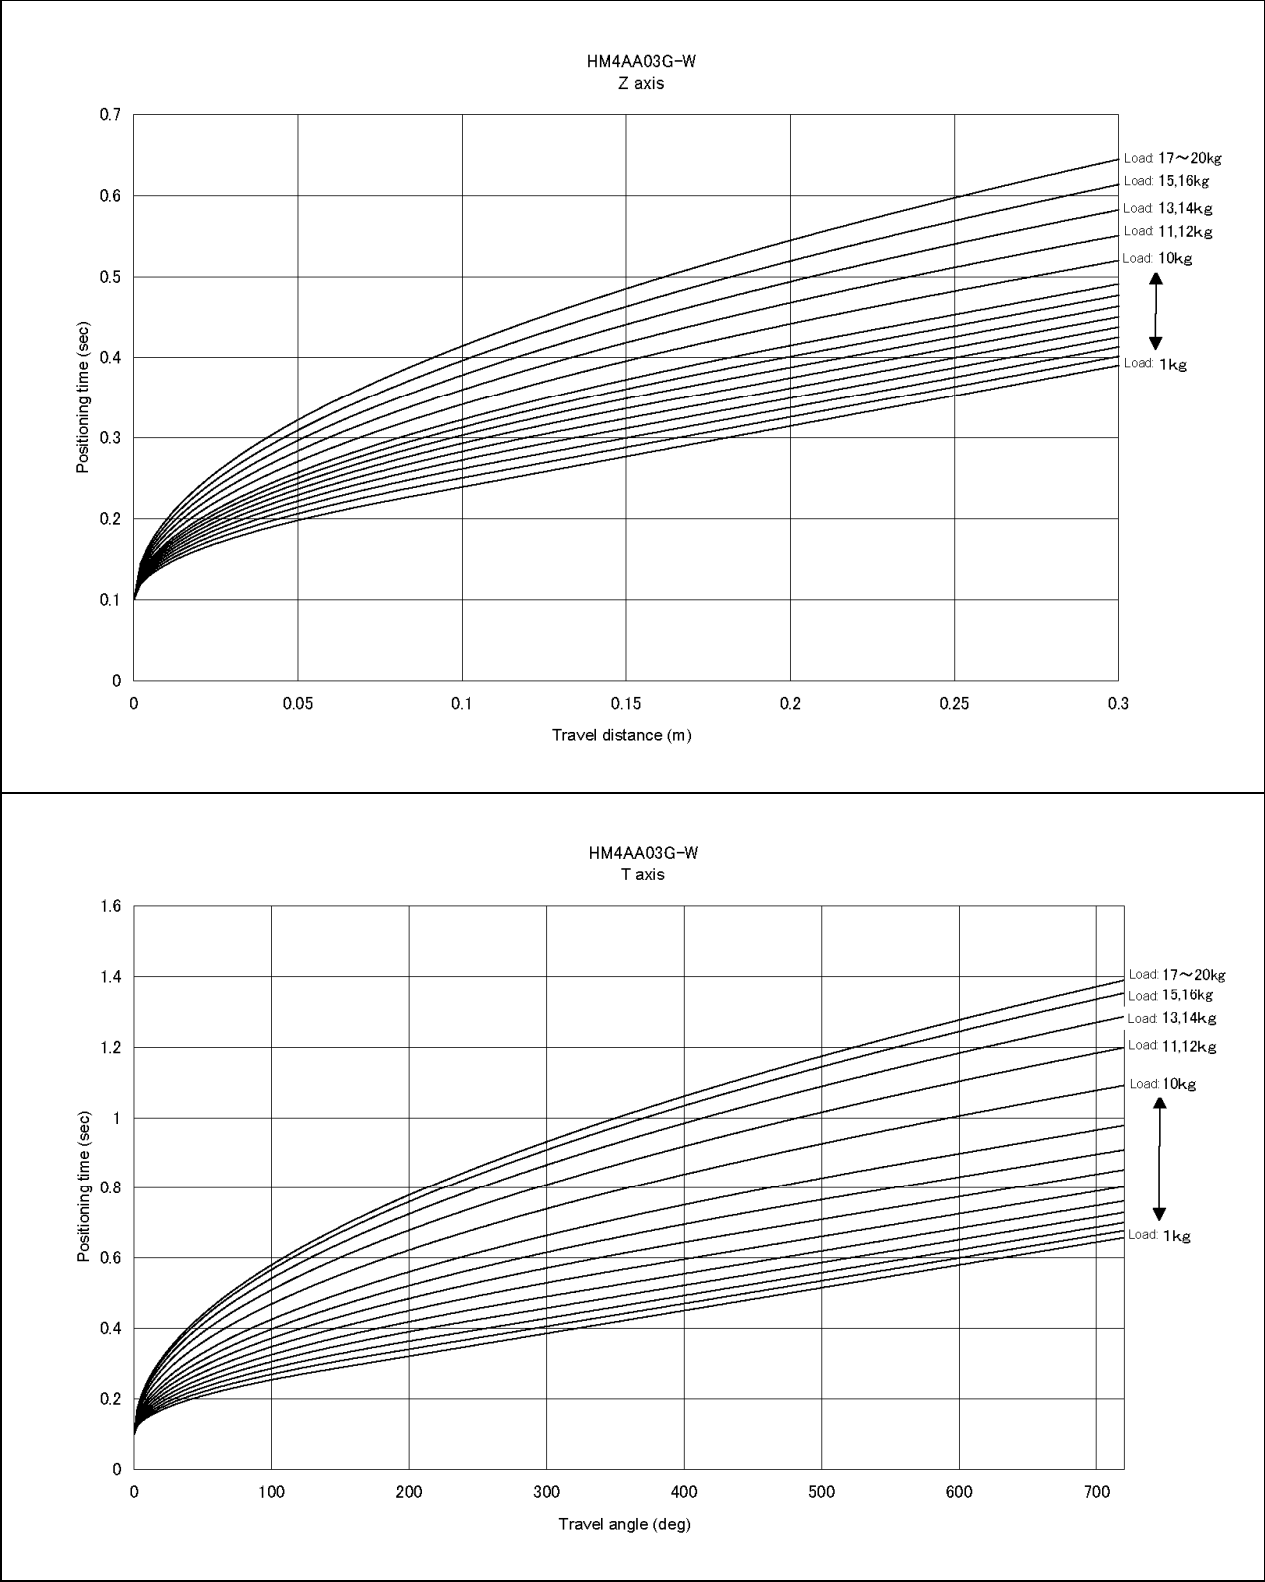 HM4AA03G-W
Z axis
0.7
0.6
0.5
0.4
0.3
0.2
0.1
0
Positioning time (sec)
Load: 17～20kg
Load: 15,16kg
Load: 13,14kg
Load: 11,12kg
Load: 10kg
Load: 1kg
0 0.05 0.1 0.15 0.2 0.25 0.3
Travel distance (m)
HM4AA03G-W
T axis
1.6
1.4
1.2
1
0.8
0.6
0.4
0.2
0
Positioning time (sec)
Load: 17～20kg
Load: 15,16kg
Load: 13,14kg
Load: 11,12kg
Load: 10kg
Load: 1kg
0 100 200 300 400 500 600 700
Travel angle (deg)